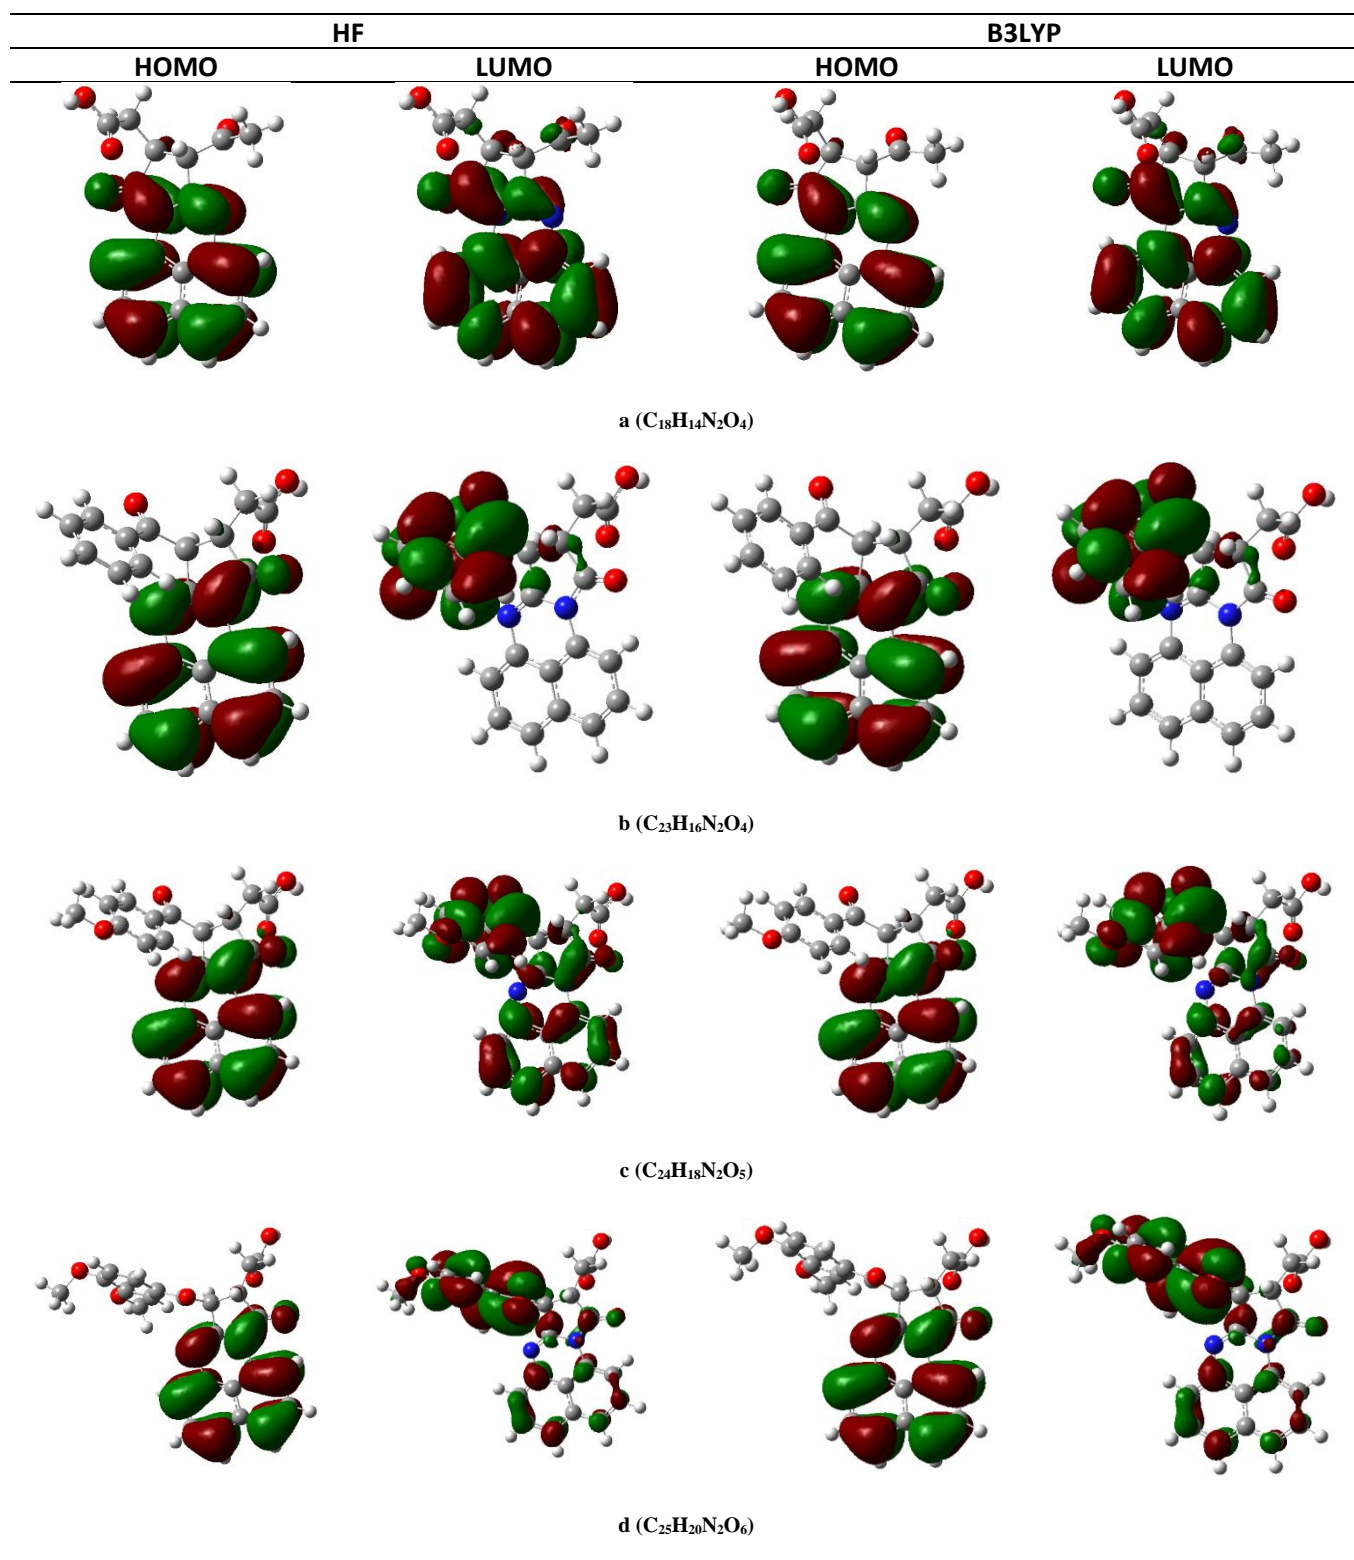 HF B3LYP
HOMO LUMO HOMO LUMO
a (C₁₈H₁₄N₂O₄)
b (C₂₃H₁₆N₂O₄)
c (C₂₄H₁₈N₂O₅)
d (C₂₅H₂₀N₂O₆)